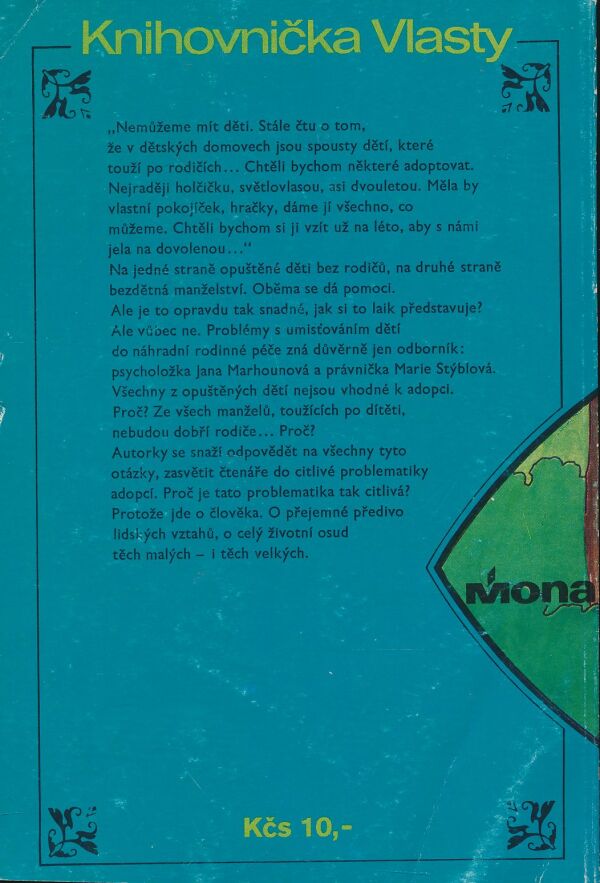 Knihovnička Vlasty
„Nemůžeme mít děti. Stále čtu o tom,
že v dětských domovech jsou spousty dětí, které
touží po rodičích... Chtěli bychom některé adoptovat.
Nejraději holčičku, světlovlasou, asi dvouletou. Měla by
vlastní pokojíček, hračky, dáme jí všechno, co
můžeme. Chtěli bychom si ji vzít už na léto, aby s námi
jela na dovolenou...“
Na jedné straně opuštěné děti bez rodičů, na druhé straně
bezdětná manželství. Oběma se dá pomoci.
Ale je to opravdu tak snadné, jak si to laik představuje?
Ale vůbec ne. Problémy s umisťováním dětí
do náhradní rodinné péče zná důvěrně jen odborník:
psycholožka Jana Marhounová a právnička Marie Stýblová.
Všechny z opuštěných dětí nejsou vhodné k adopci.
Proč? Ze všech manželů, toužících po dítěti,
nebudou dobří rodiče... Proč?
Autorky se snaží odpovědět na všechny tyto
otázky, zasvětit čtenáře do citlivé problematiky
adopcí. Proč je tato problematika tak citlivá?
Protože jde o člověka. O přejemné předivo
lidských vztahů, o celý životní osud
těch malých – i těch velkých.
Mona
Kčs 10,-